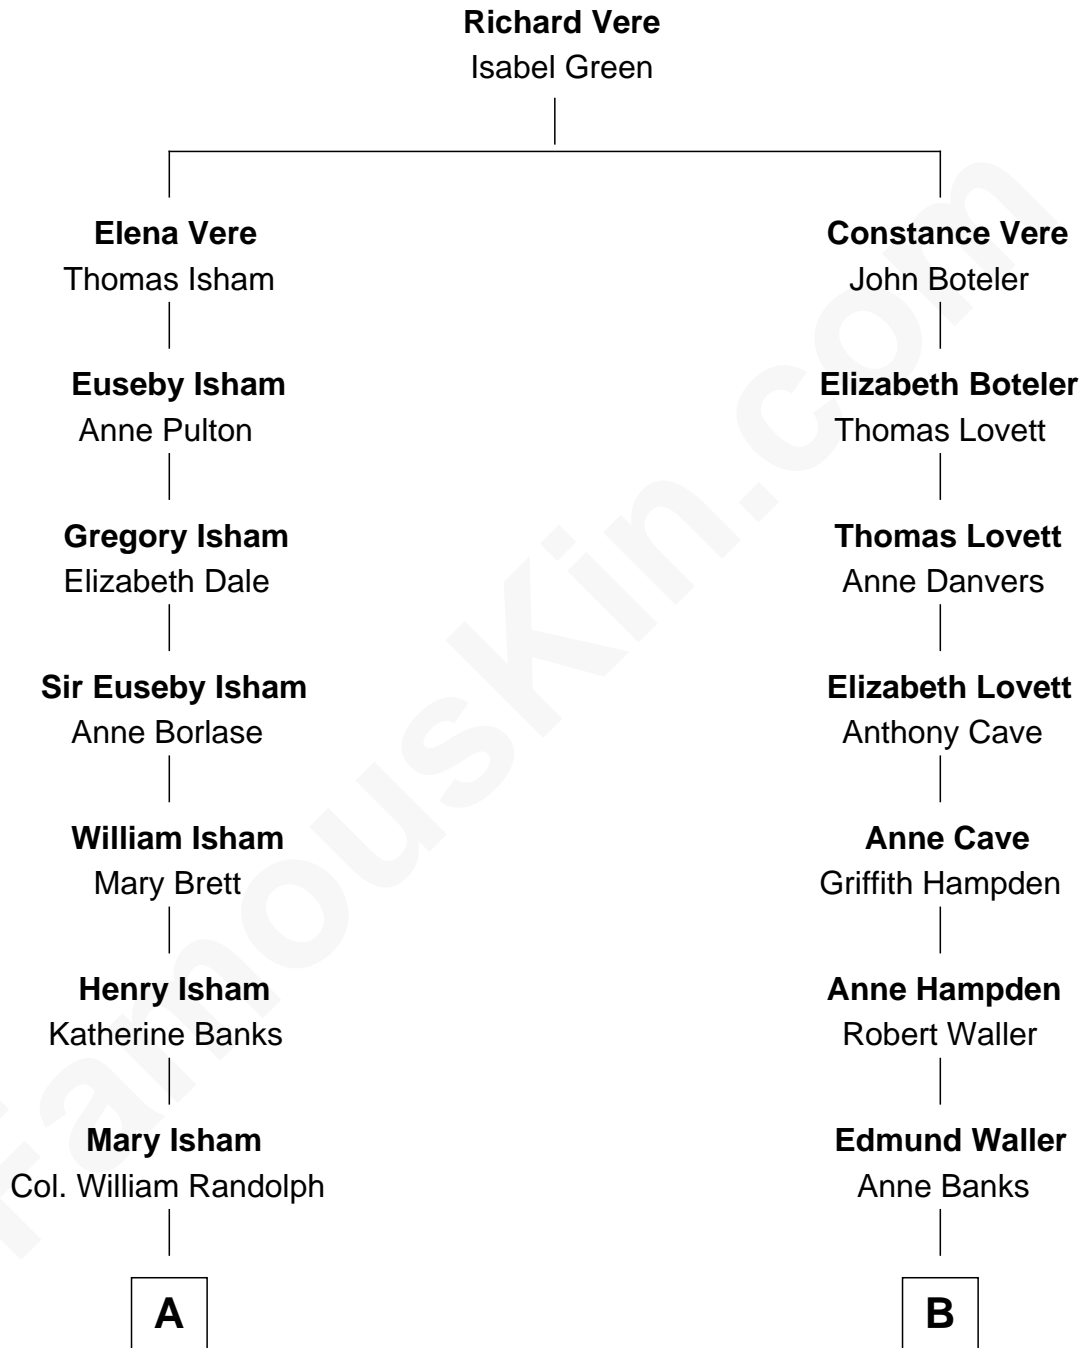 Richard Vere
Isabel Green
Elena Vere
Thomas Isham
Constance Vere
John Boteler
Euseby Isham
Anne Pulton
Elizabeth Boteler
Thomas Lovett
Gregory Isham
Elizabeth Dale
Thomas Lovett
Anne Danvers
Sir Euseby Isham
Anne Borlase
Elizabeth Lovett
Anthony Cave
William Isham
Mary Brett
Anne Cave
Griffith Hampden
Henry Isham
Katherine Banks
Anne Hampden
Robert Waller
Mary Isham
Col. William Randolph
Edmund Waller
Anne Banks
A
B
FamousKin.com